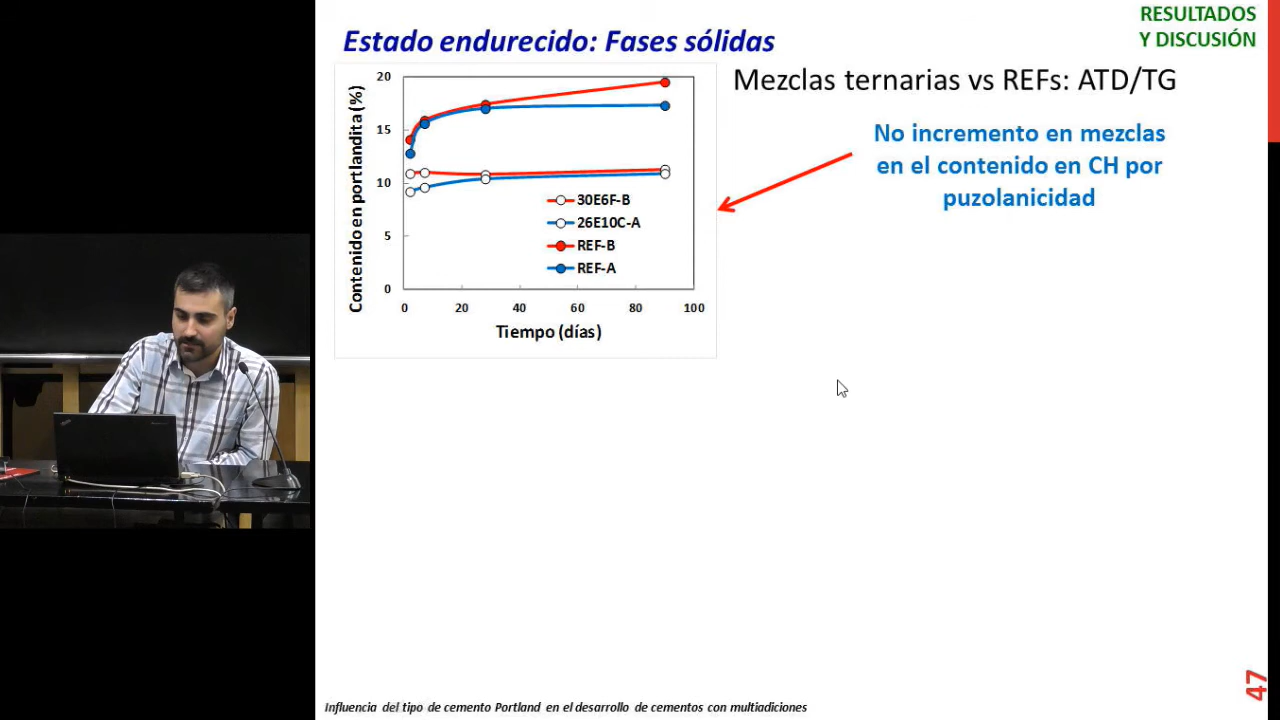 RESULTADOS
Y DISCUSIÓN
Estado endurecido: Fases sólidas
Mezclas ternarias vs REFs: ATD/TG
No incremento en mezclas
en el contenido en CH por
puzolanicidad
Contenido en portlandita (%)
20
15
10
5
0
30E6F-B
26E10C-A
REF-B
REF-A
0 20 40 60 80 100
Tiempo (días)
Influencia del tipo de cemento Portland en el desarrollo de cementos con multiadiciones
47